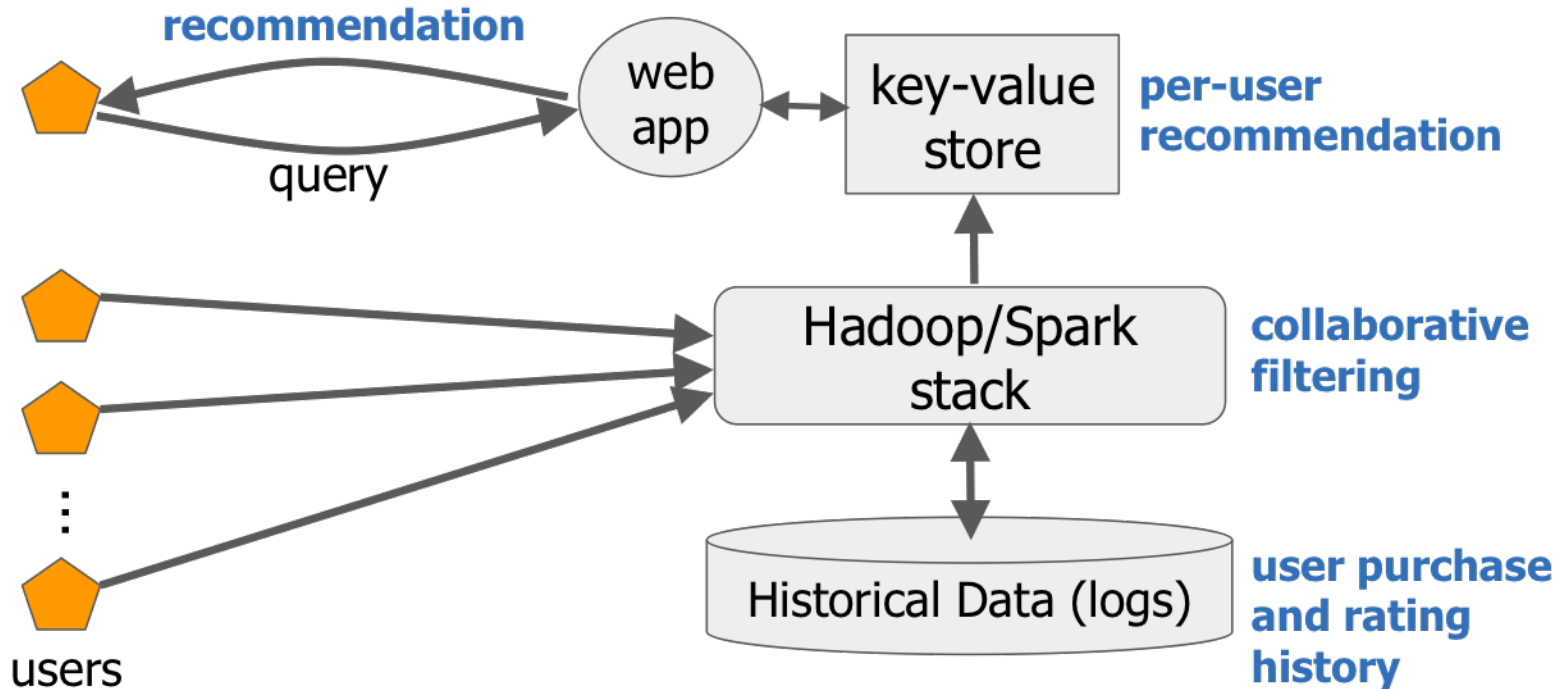 recommendation
query
web
app
key-value
store
per-user
recommendation
Hadoop/Spark
stack
collaborative
filtering
⋮
users
Historical Data (logs)
user purchase
and rating
history